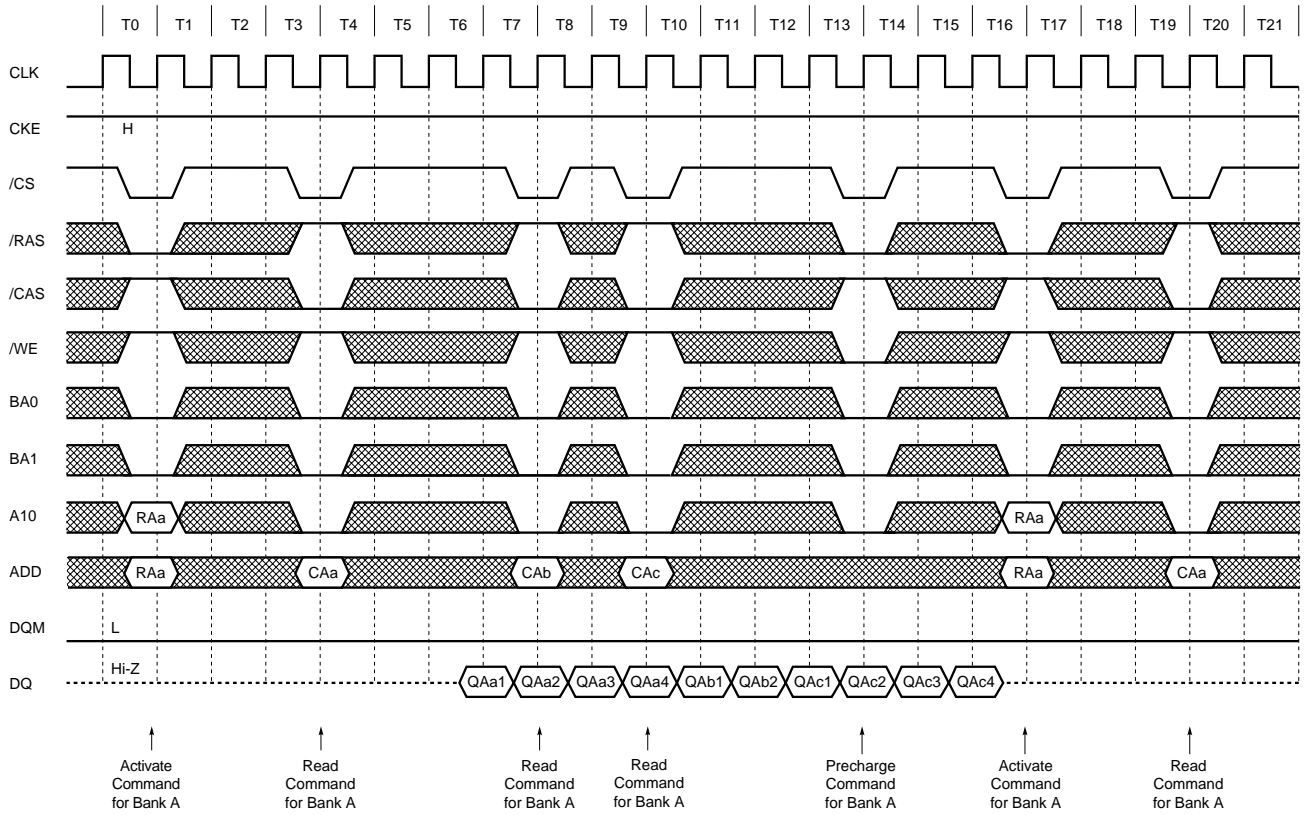 T0 T1 T2 T3 T4 T5 T6 T7 T8 T9 T10 T11 T12 T13 T14 T15 T16 T17 T18 T19 T20 T21
CLK
CKE H
/CS
/RAS
/CAS
/WE
BA0
BA1
A10 RAa RAa
ADD RAa CAa CAb CAc RAa CAa
DQM L
Hi-Z
DQ QAa1 QAa2 QAa3 QAa4 QAb1 QAb2 QAc1 QAc2 QAc3 QAc4
Activate
Command
for Bank A
Read
Command
for Bank A
Read
Command
for Bank A
Read
Command
for Bank A
Precharge
Command
for Bank A
Activate
Command
for Bank A
Read
Command
for Bank A